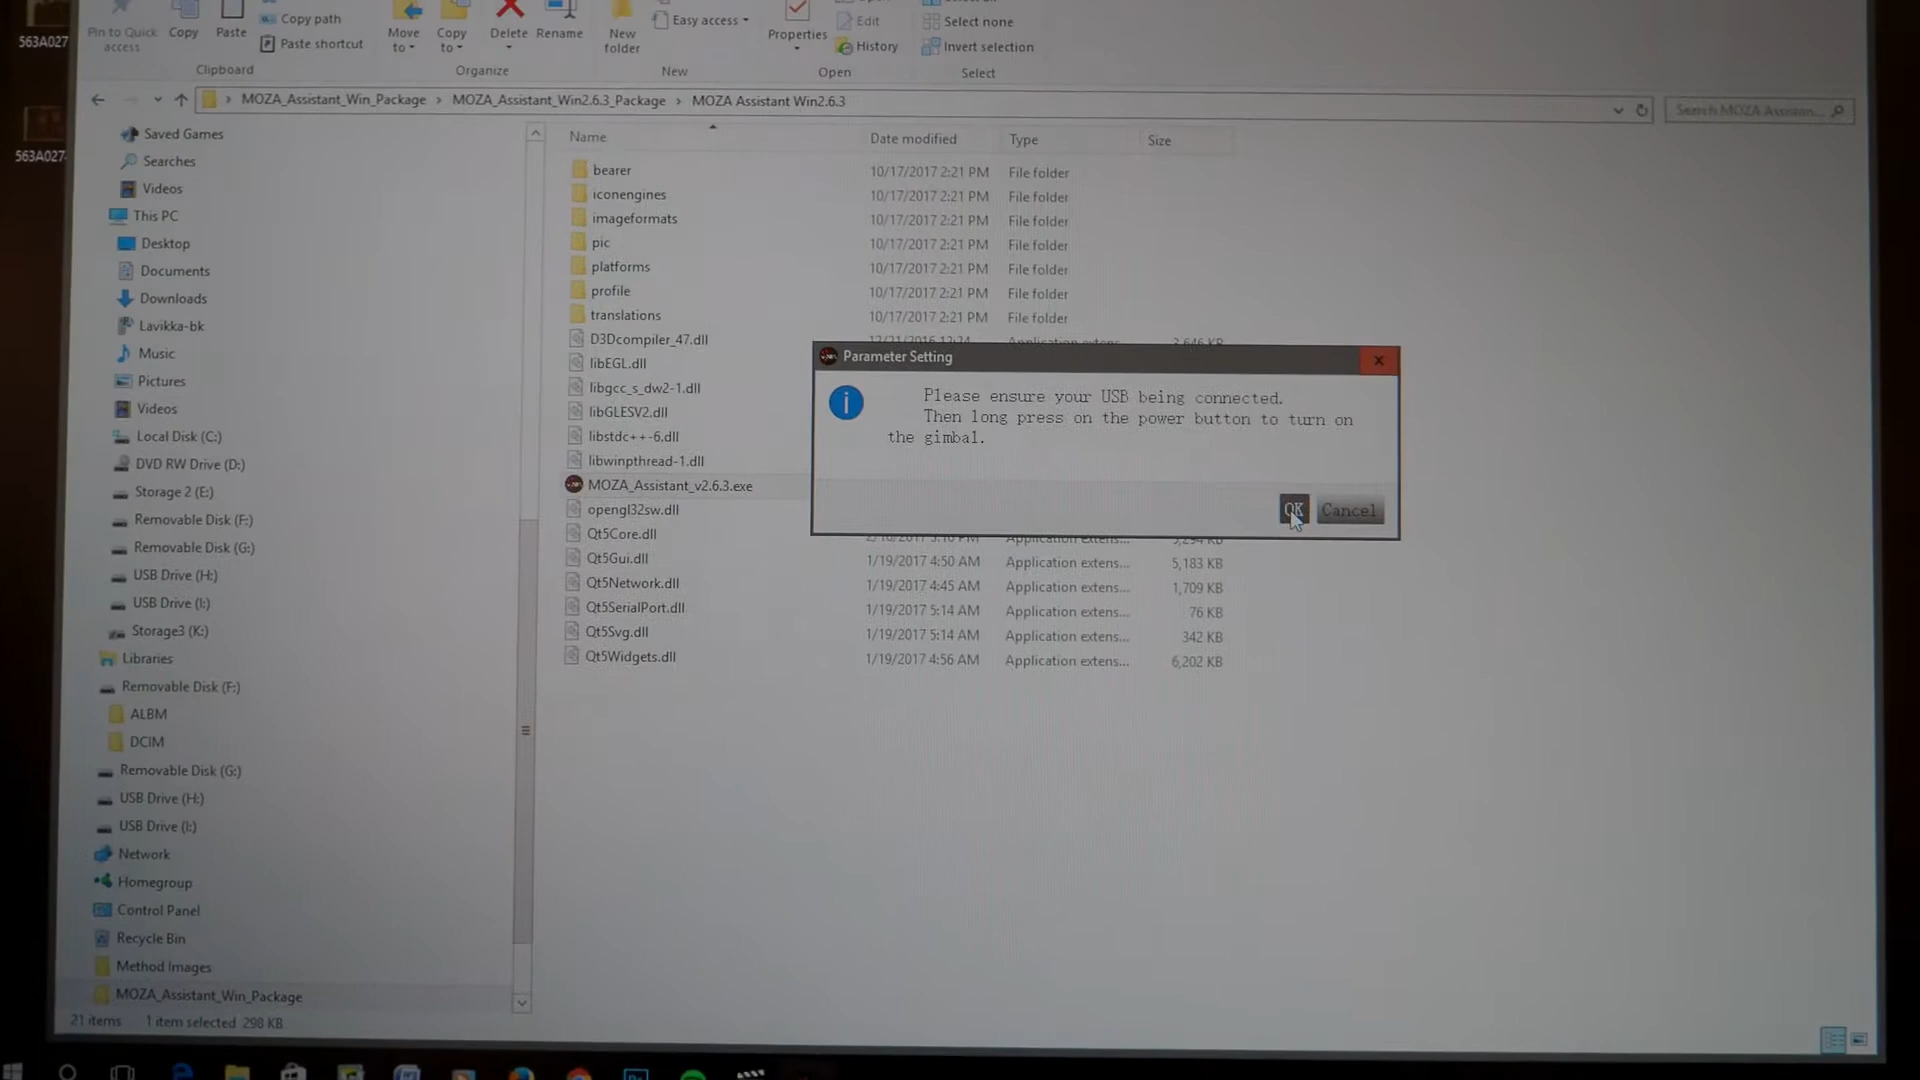 563A027
Pin to Quick access
Copy
Paste
Copy path
Paste shortcut
Clipboard
Move to
Copy to
Delete
Rename
Organize
New folder
Easy access
New
Properties
Edit
History
Open
Select none
Invert selection
Select
MOZA_Assistant_Win_Package > MOZA_Assistant_Win2.6.3_Package > MOZA Assistant Win2.6.3
Search MOZA Assistan...
563A027
Saved Games
Searches
Videos
This PC
Desktop
Documents
Downloads
Lavikka-bk
Music
Pictures
Videos
Local Disk (C:)
DVD RW Drive (D:)
Storage 2 (E:)
Removable Disk (F:)
Removable Disk (G:)
USB Drive (H:)
USB Drive (I:)
Storage3 (K:)
Libraries
Removable Disk (F:)
ALBM
DCIM
Removable Disk (G:)
USB Drive (H:)
USB Drive (I:)
Network
Homegroup
Control Panel
Recycle Bin
Method Images
MOZA_Assistant_Win_Package
Name Date modified Type Size
bearer 10/17/2017 2:21 PM File folder
iconengines 10/17/2017 2:21 PM File folder
imageformats 10/17/2017 2:21 PM File folder
pic 10/17/2017 2:21 PM File folder
platforms 10/17/2017 2:21 PM File folder
profile 10/17/2017 2:21 PM File folder
translations 10/17/2017 2:21 PM File folder
D3Dcompiler_47.dll
libEGL.dll
libgcc_s_dw2-1.dll
libGLESV2.dll
libstdc++-6.dll
libwinpthread-1.dll
MOZA_Assistant_v2.6.3.exe
opengl32sw.dll
Qt5Core.dll
Qt5Gui.dll 1/19/2017 4:50 AM Application extens... 5,183 KB
Qt5Network.dll 1/19/2017 4:45 AM Application extens... 1,709 KB
Qt5SerialPort.dll 1/19/2017 5:14 AM Application extens... 76 KB
Qt5Svg.dll 1/19/2017 5:14 AM Application extens... 342 KB
Qt5Widgets.dll 1/19/2017 4:56 AM Application extens... 6,202 KB
Parameter Setting
Please ensure your USB being connected.
Then long press on the power button to turn on
the gimbal.
OK Cancel
21 items 1 item selected 298 KB